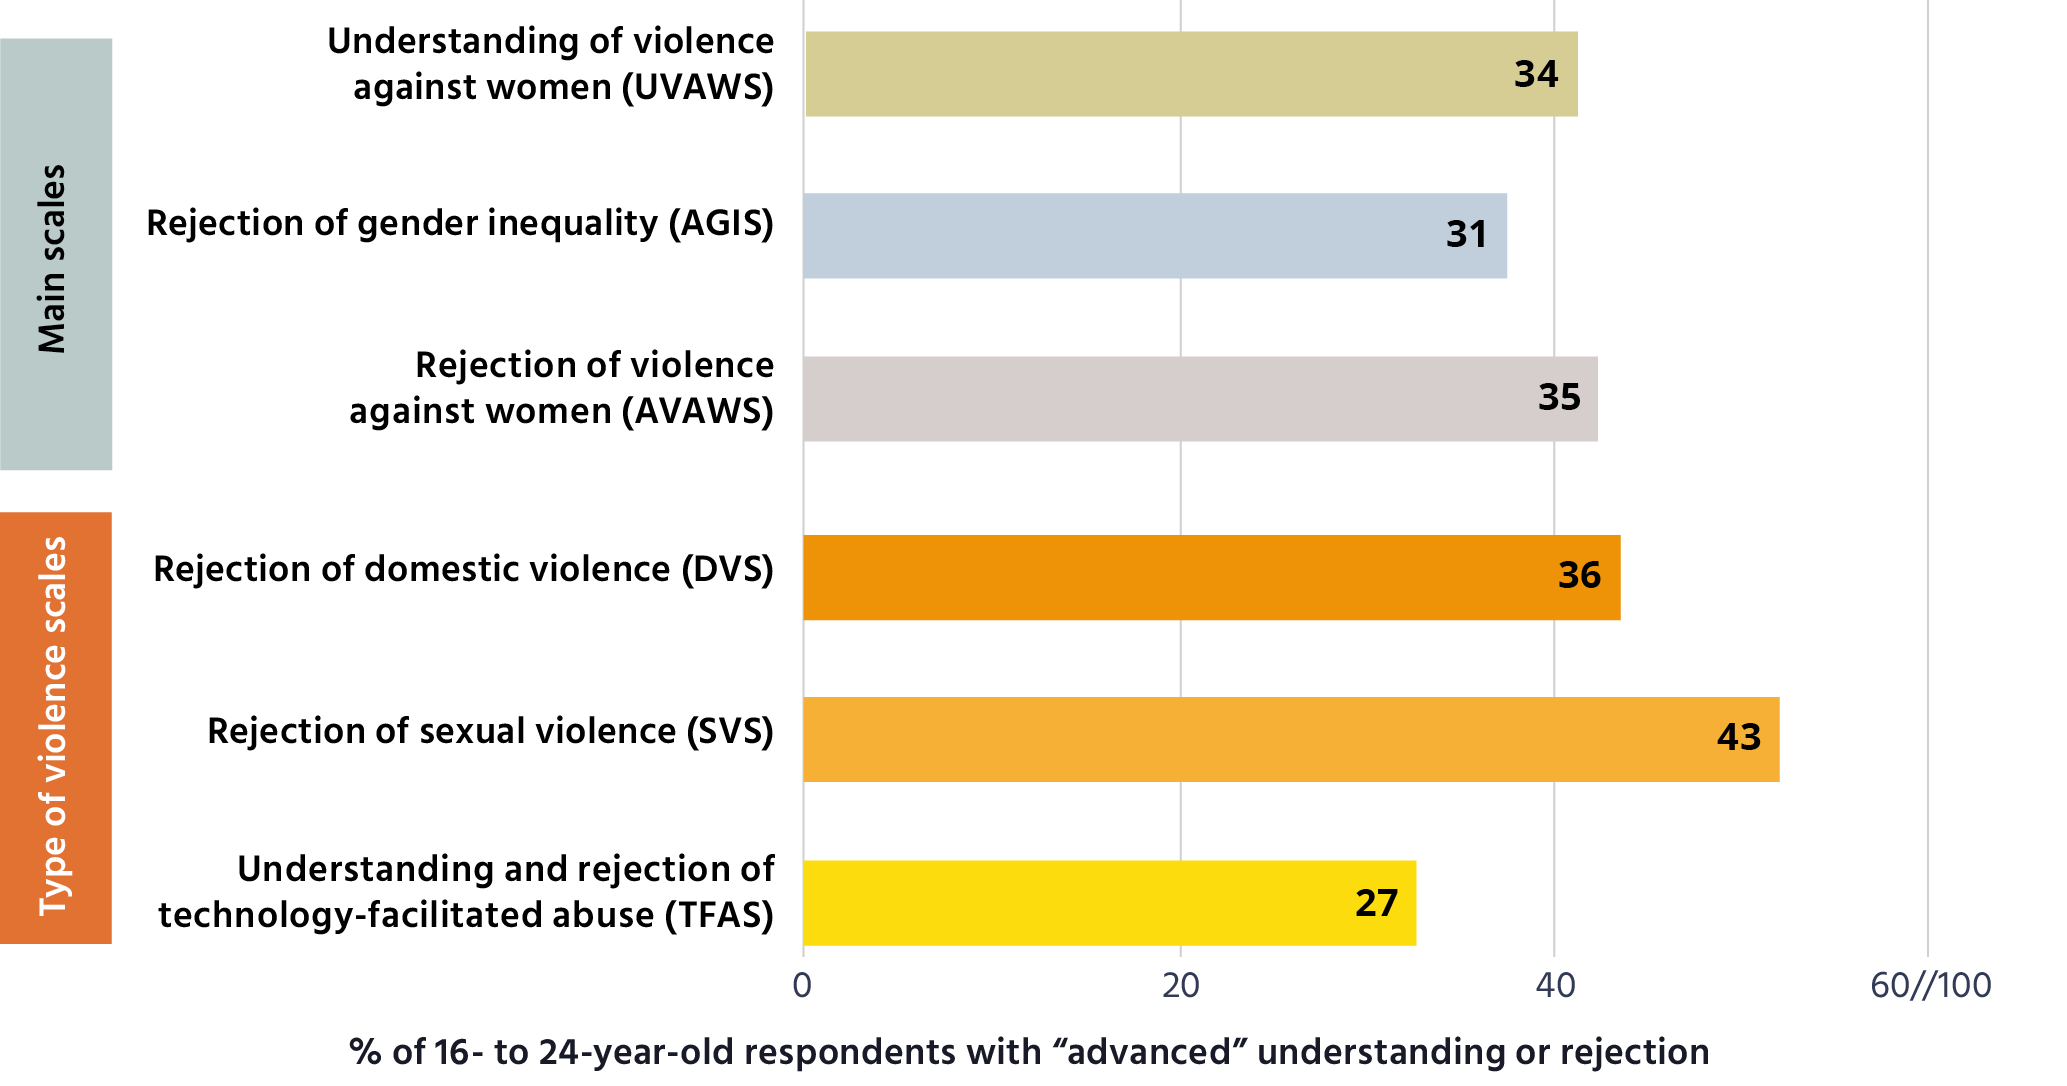 Main scales
Understanding of violence
against women (UVAWS)
34
Rejection of gender inequality (AGIS)
31
Rejection of violence
against women (AVAWS)
35
Type of violence scales
Rejection of domestic violence (DVS)
36
Rejection of sexual violence (SVS)
43
Understanding and rejection of
technology-facilitated abuse (TFAS)
27
0 20 40 60//100
% of 16- to 24-year-old respondents with “advanced” understanding or rejection